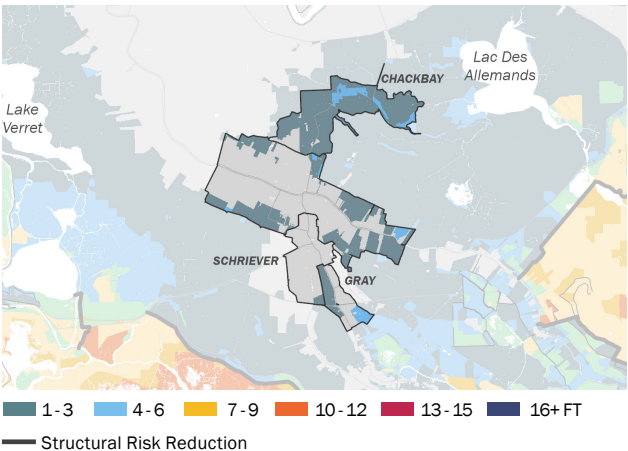 CHACKBAY
Lac Des
Allemands
Lake
Verret
SCHRIEVER
GRAY
1 - 3
4 - 6
7 - 9
10 - 12
13 - 15
16+ FT
Structural Risk Reduction